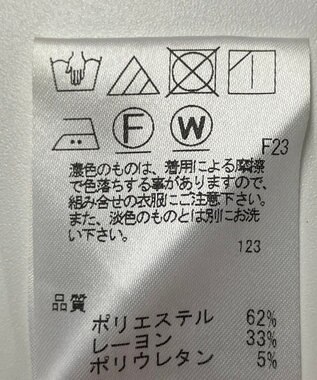 F
W
F23
濃色のものは、着用による摩擦
で色落ちする事がありますので、
組み合せの衣服にご注意下さい。
また、淡色のものとは別にお洗
い下さい。
123
品質
ポリエステル 62%
レーヨン 33%
ポリウレタン 5%